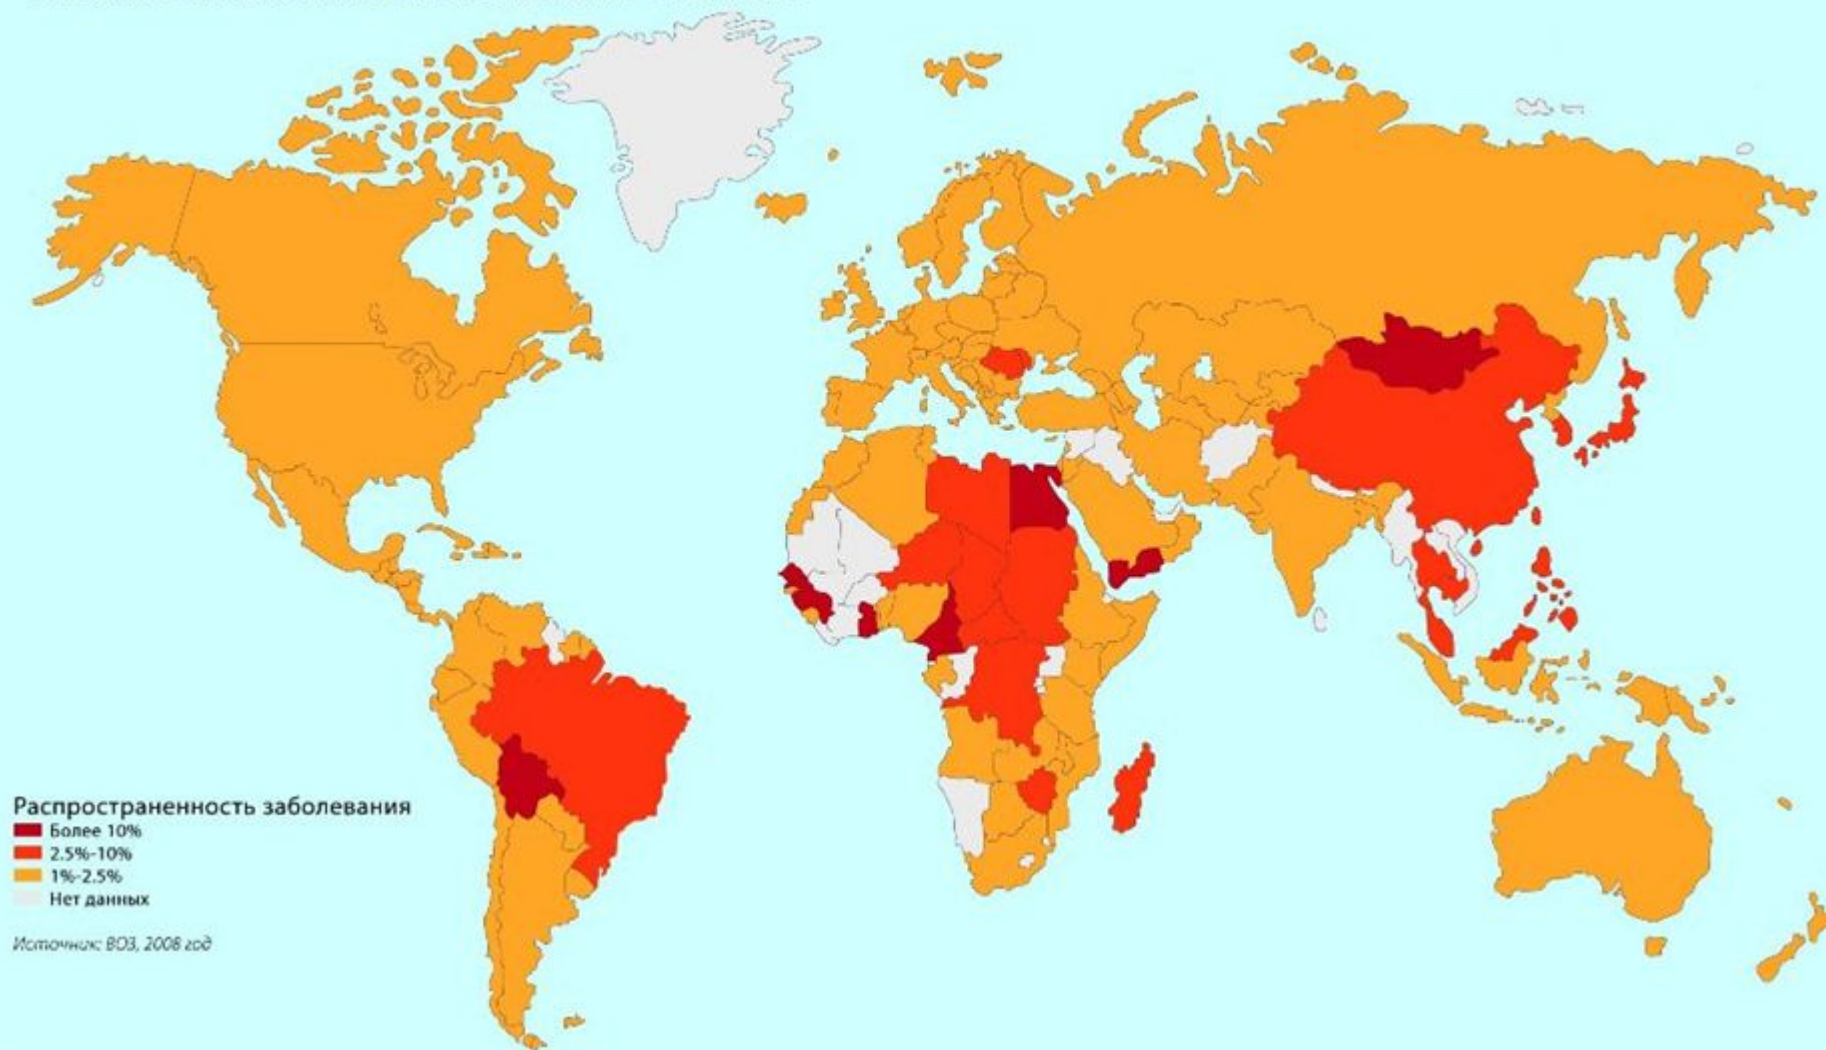 Распространенность заболевания
Более 10%
2.5%-10%
1%-2.5%
Нет данных
Источник: ВОЗ, 2008 год